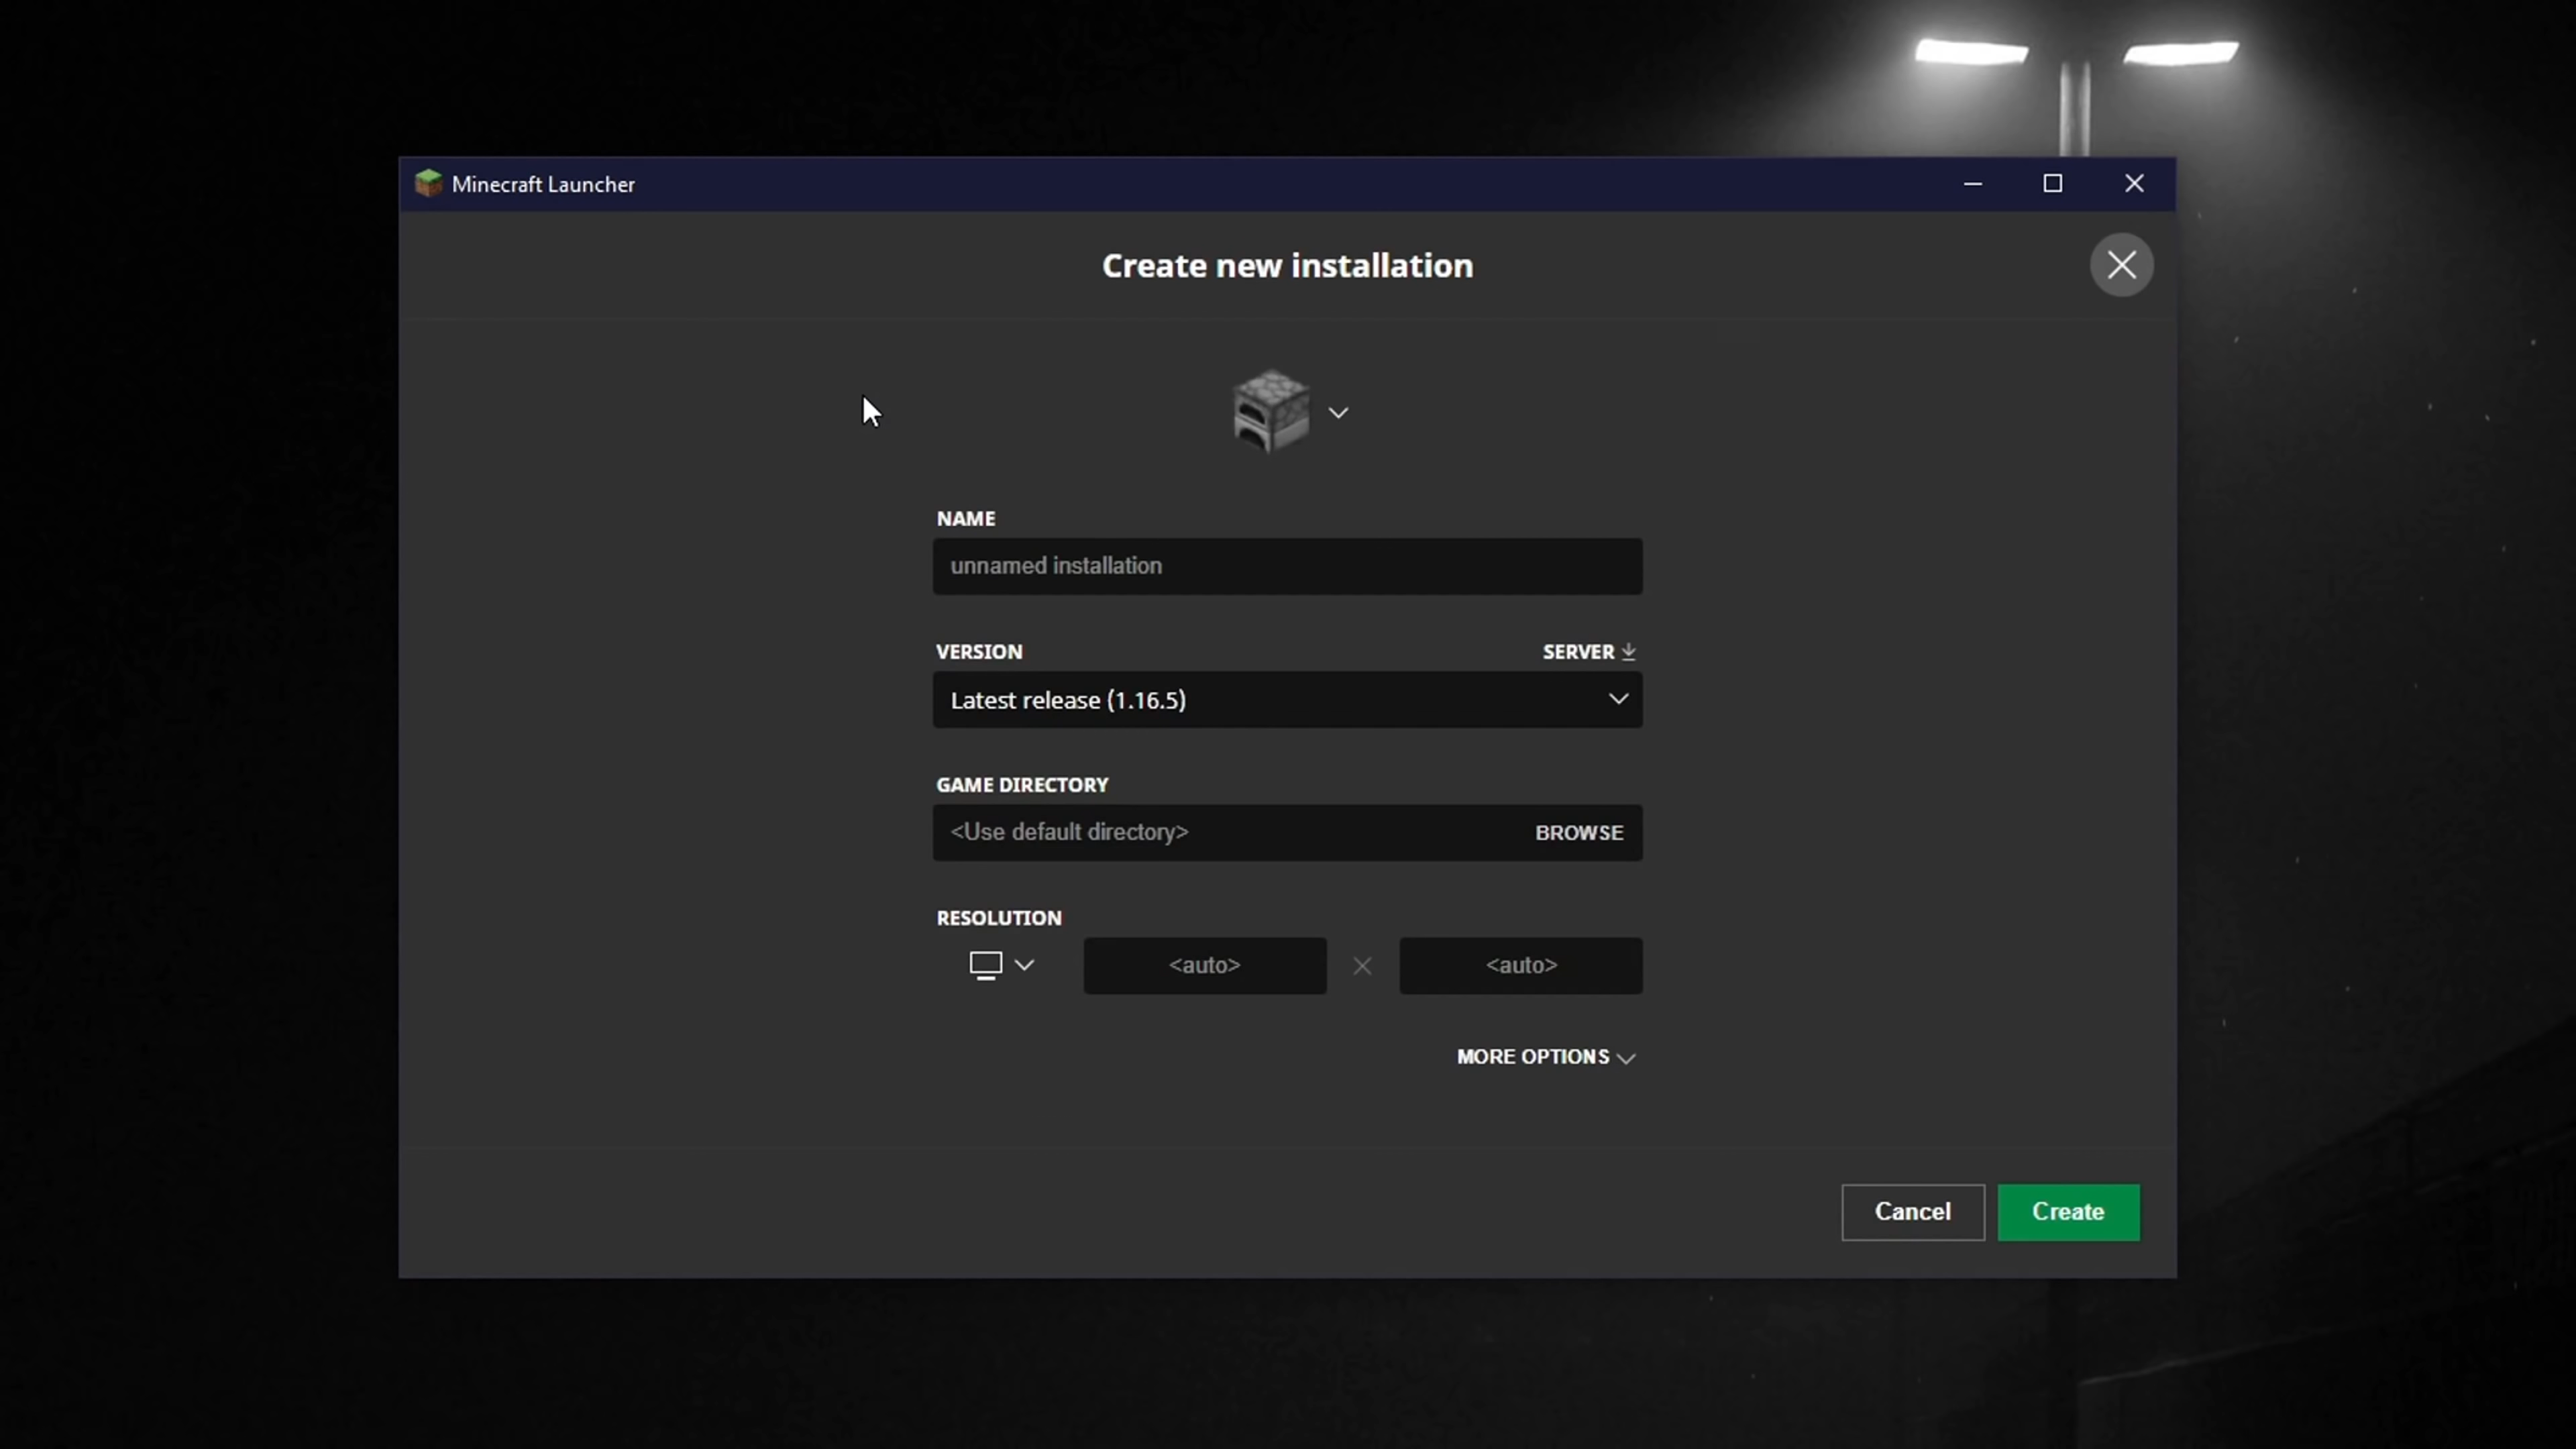 Minecraft Launcher
Create new installation
NAME
unnamed installation
VERSION
SERVER
Latest release (1.16.5)
GAME DIRECTORY
<Use default directory>
BROWSE
RESOLUTION
<auto>
<auto>
MORE OPTIONS
Cancel
Create